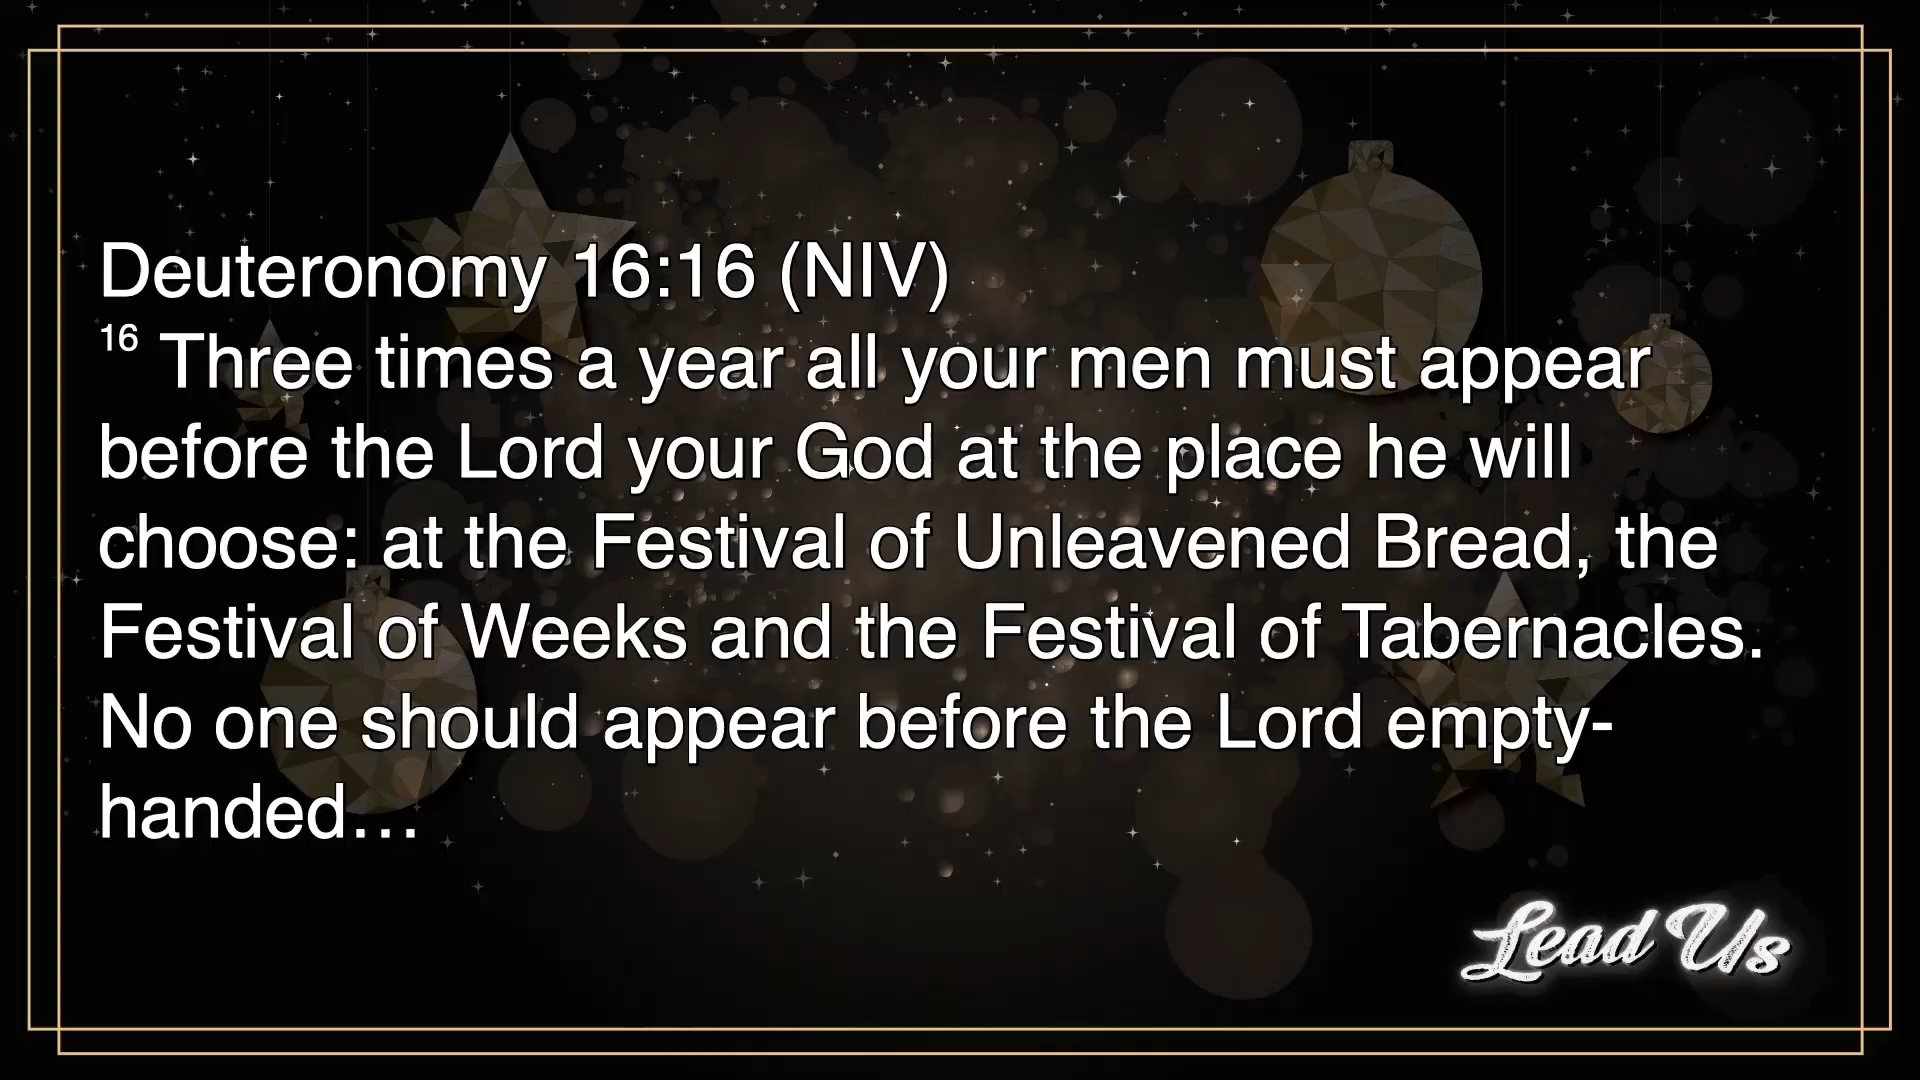 Deuteronomy 16:16 (NIV)
16 Three times a year all your men must appear
before the Lord your God at the place he will
choose: at the Festival of Unleavened Bread, the
Festival of Weeks and the Festival of Tabernacles.
No one should appear before the Lord empty-
handed…
Lead Us